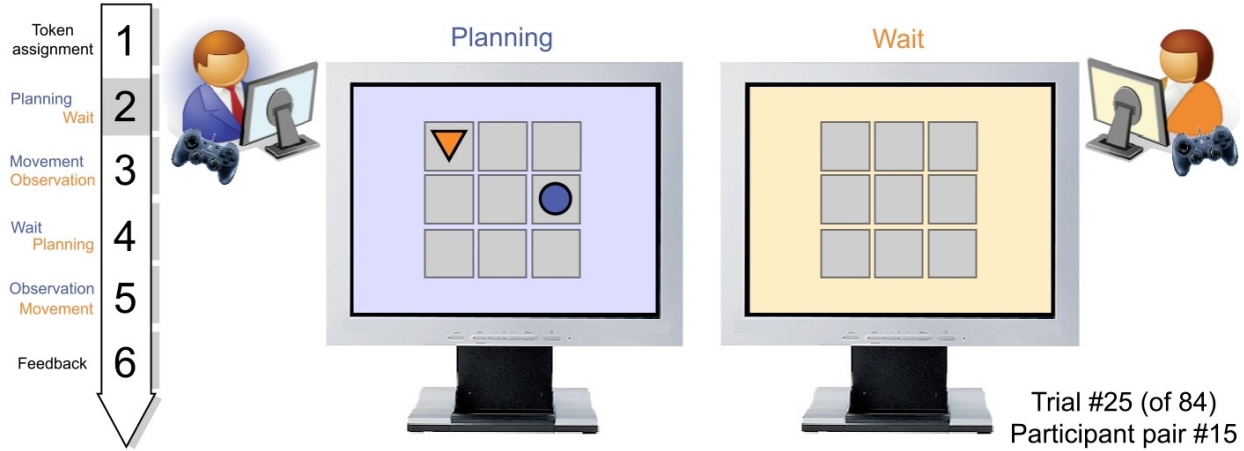 Token
assignment
1
Planning
Wait
2
Movement
Observation
3
Wait
Planning
4
Observation
Movement
5
Feedback
6
Planning
Wait
Trial #25 (of 84)
Participant pair #15